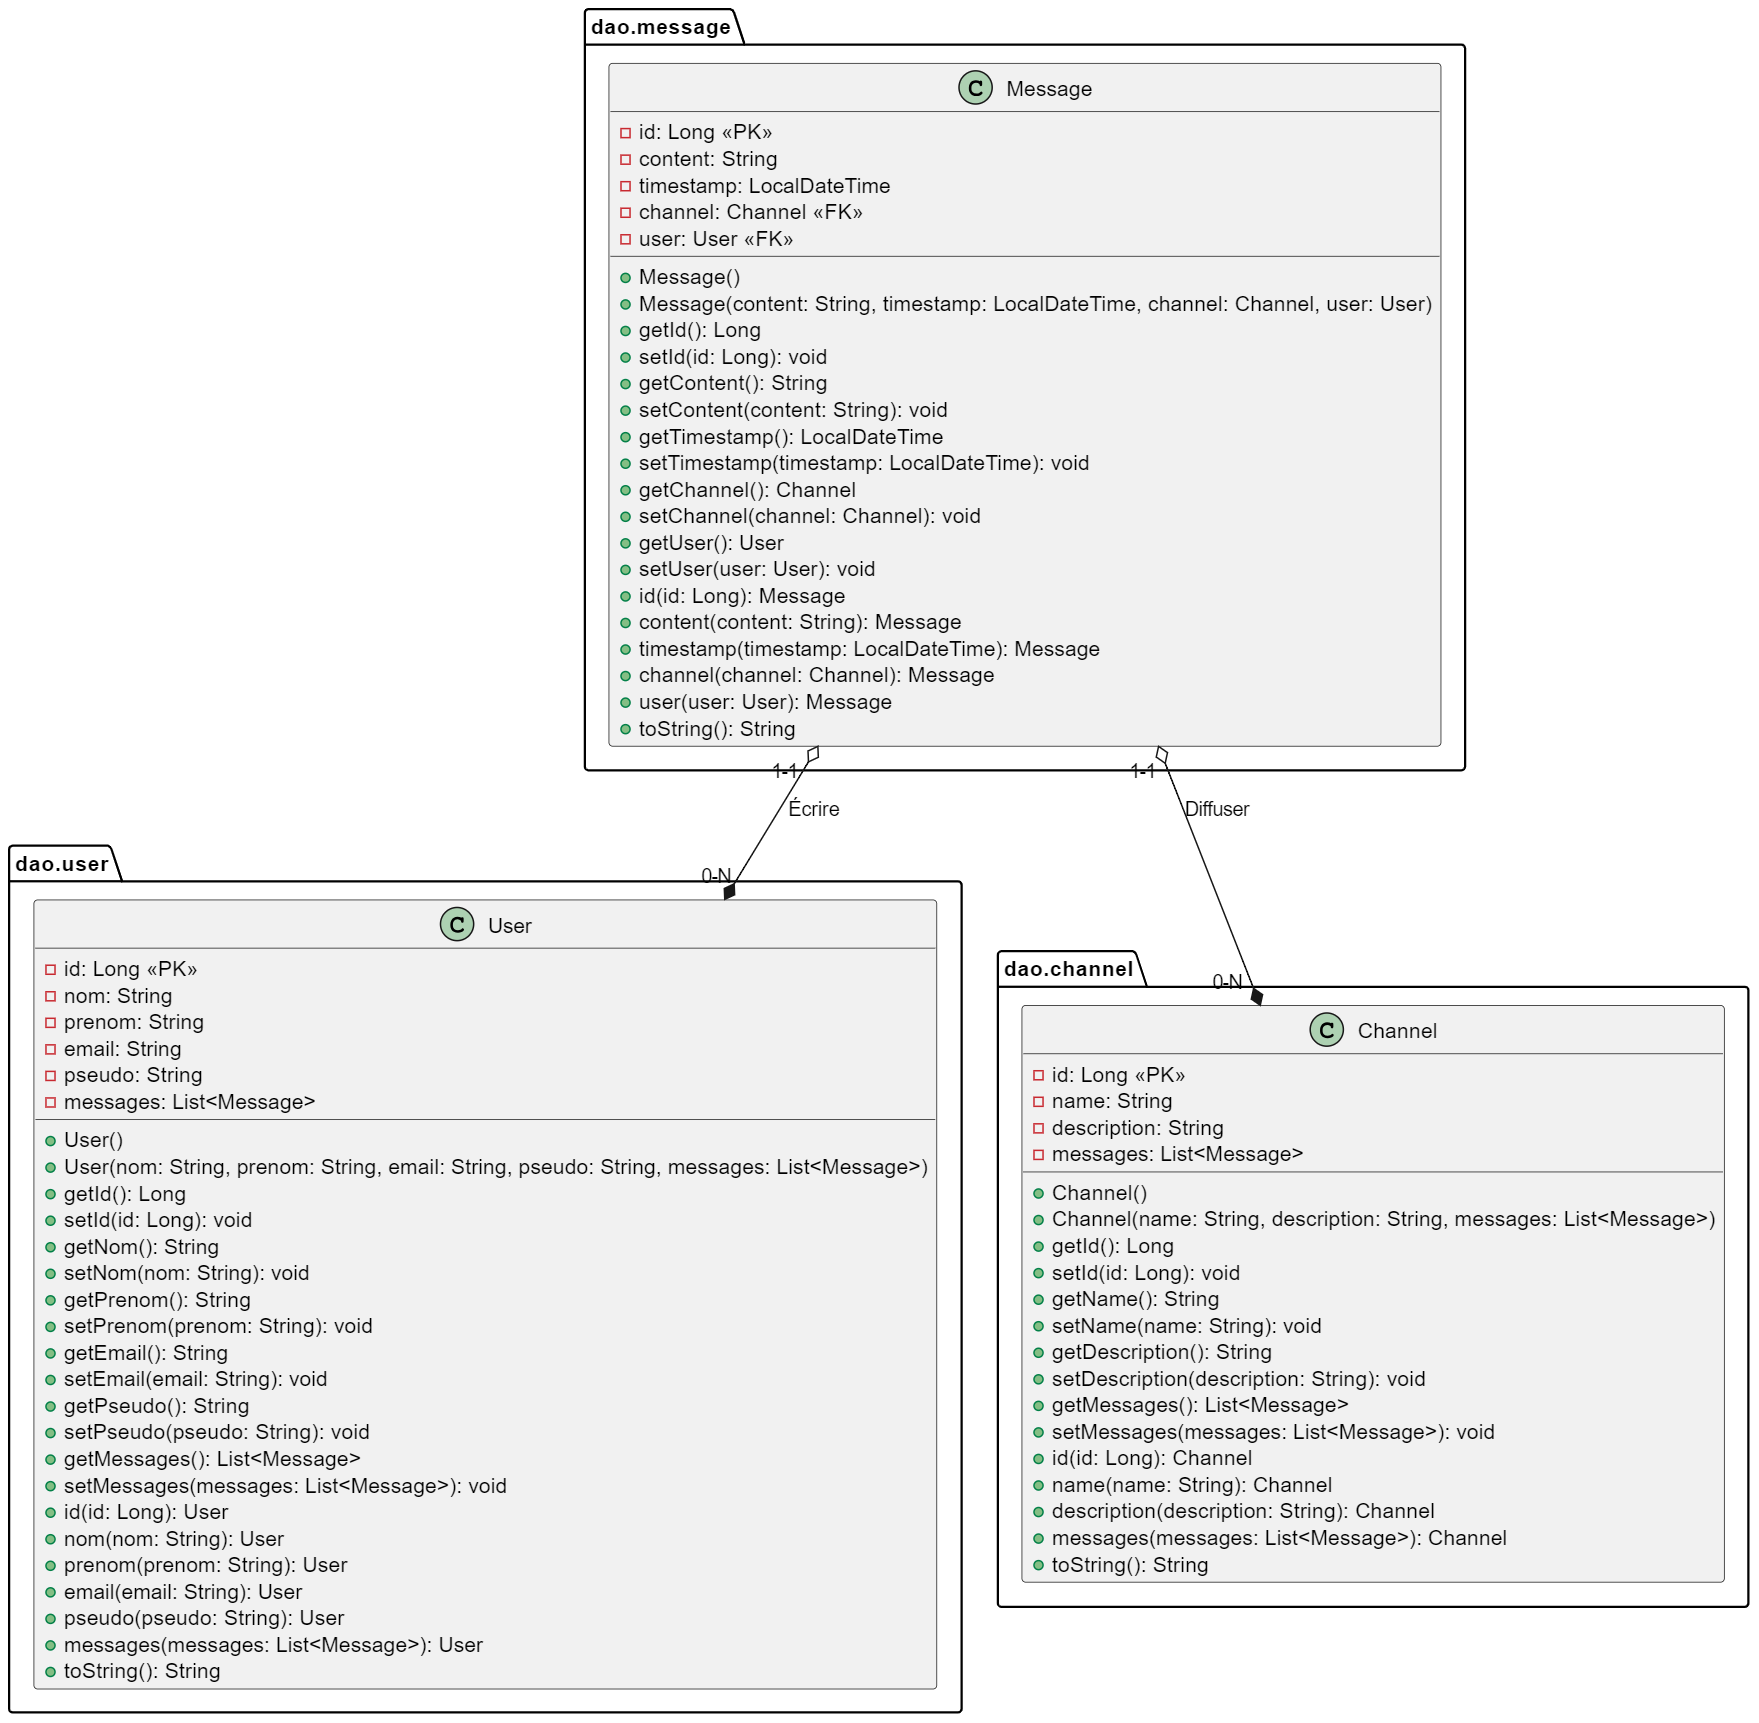 dao.message
C Message
id: Long «PK»
content: String
timestamp: LocalDateTime
channel: Channel «FK»
user: User «FK»
Message()
Message(content: String, timestamp: LocalDateTime, channel: Channel, user: User)
getId(): Long
setId(id: Long): void
getContent(): String
setContent(content: String): void
getTimestamp(): LocalDateTime
setTimestamp(timestamp: LocalDateTime): void
getChannel(): Channel
setChannel(channel: Channel): void
getUser(): User
setUser(user: User): void
id(id: Long): Message
content(content: String): Message
timestamp(timestamp: LocalDateTime): Message
channel(channel: Channel): Message
user(user: User): Message
toString(): String
1-1
1-1
Écrire
Diffuser
0-N
0-N
dao.user
C User
id: Long «PK»
nom: String
prenom: String
email: String
pseudo: String
messages: List<Message>
User()
User(nom: String, prenom: String, email: String, pseudo: String, messages: List<Message>)
getId(): Long
setId(id: Long): void
getNom(): String
setNom(nom: String): void
getPrenom(): String
setPrenom(prenom: String): void
getEmail(): String
setEmail(email: String): void
getPseudo(): String
setPseudo(pseudo: String): void
getMessages(): List<Message>
setMessages(messages: List<Message>): void
id(id: Long): User
nom(nom: String): User
prenom(prenom: String): User
email(email: String): User
pseudo(pseudo: String): User
messages(messages: List<Message>): User
toString(): String
dao.channel
C Channel
id: Long «PK»
name: String
description: String
messages: List<Message>
Channel()
Channel(name: String, description: String, messages: List<Message>)
getId(): Long
setId(id: Long): void
getName(): String
setName(name: String): void
getDescription(): String
setDescription(description: String): void
getMessages(): List<Message>
setMessages(messages: List<Message>): void
id(id: Long): Channel
name(name: String): Channel
description(description: String): Channel
messages(messages: List<Message>): Channel
toString(): String